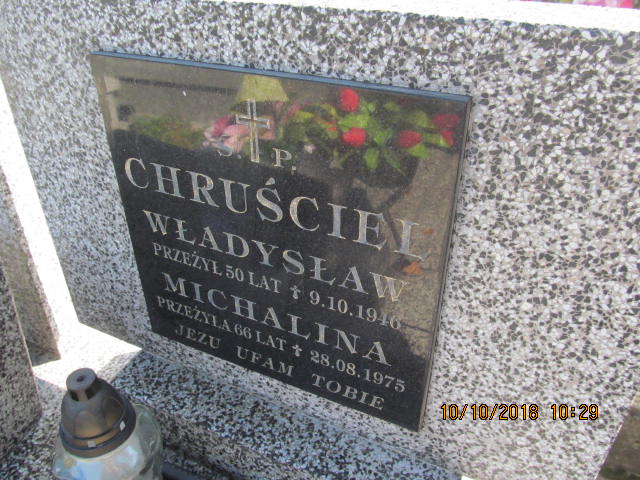 Ś. P.
CHRUŚCIEL
WŁADYSŁAW
PRZEŻYŁ 50 LAT ✝ 9.10.1946
MICHALINA
PRZEŻYŁA 66 LAT ✝ 28.08.1975
JEZU UFAM TOBIE
10/10/2018 10:29